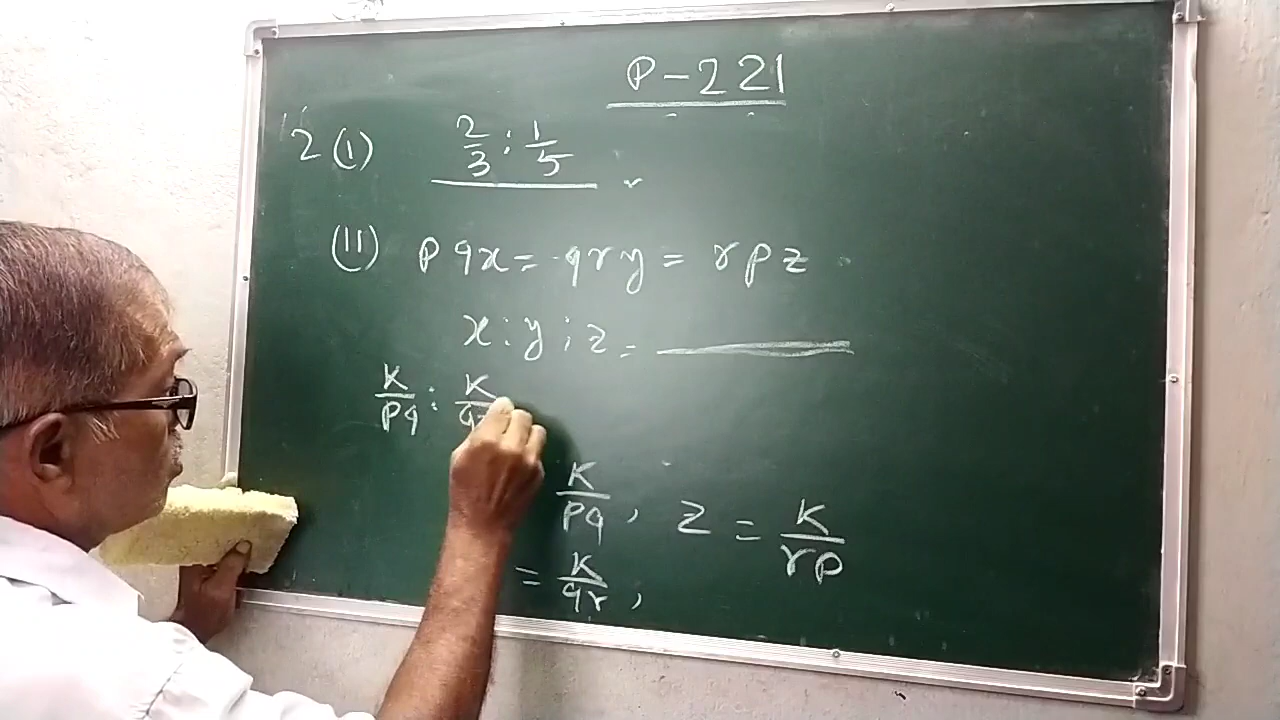 P-221
2 (I) 2/3 : 1/5
(II) pqx = qry = rpz
x : y : z =
K/pq : K/q
K/pq , z = K/rp
= K/qr ,